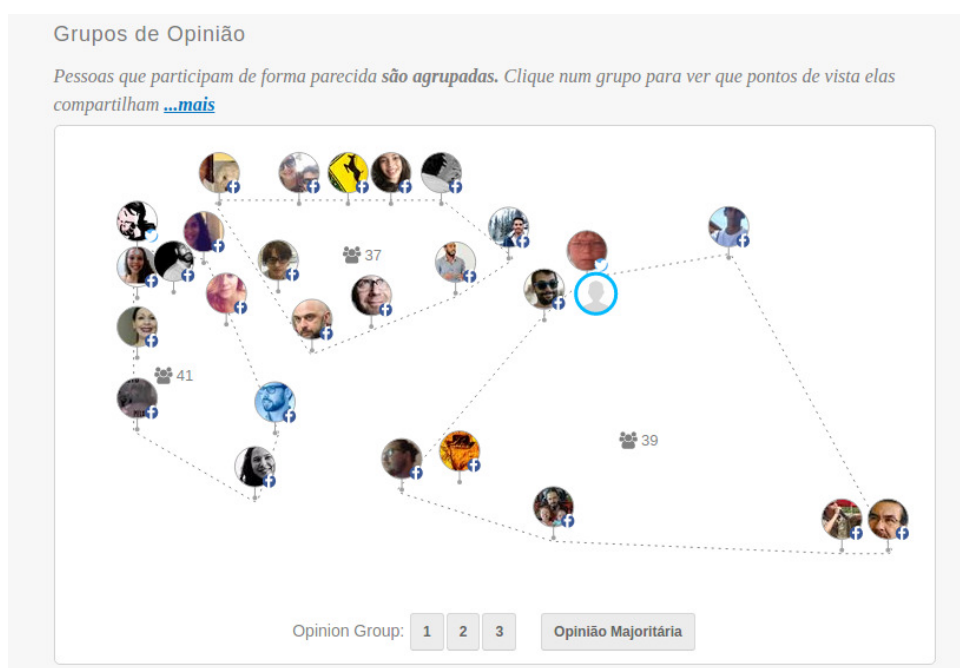 Grupos de Opinião
Pessoas que participam de forma parecida são agrupadas. Clique num grupo para ver que pontos de vista elas
compartilham ...mais
37
41
39
Opinion Group: 1 2 3 Opinião Majoritária